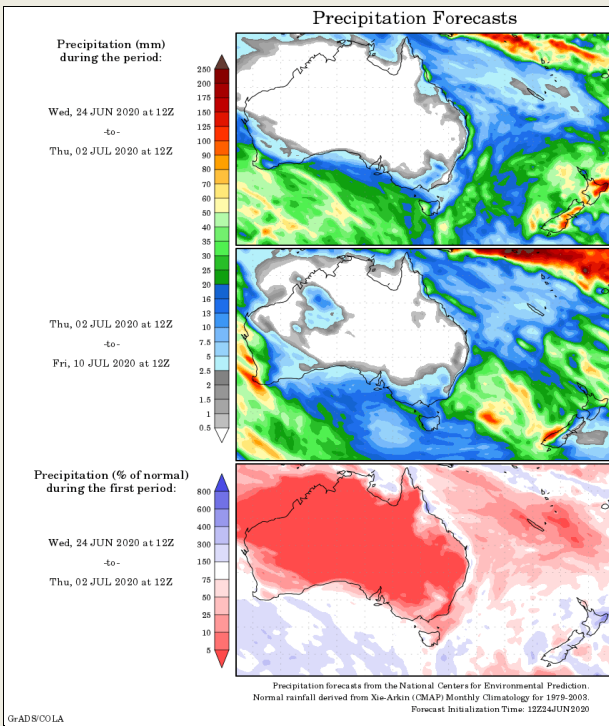 Precipitation Forecasts
Precipitation (mm)
during the period:
Wed, 24 JUN 2020 at 12Z
-to-
Thu, 02 JUL 2020 at 12Z
250
200
175
150
125
100
90
80
70
60
50
40
35
30
25
20
16
13
10
7.5
5
2.5
2
1.5
1
0.5
Thu, 02 JUL 2020 at 12Z
-to-
Fri, 10 JUL 2020 at 12Z
Precipitation (% of normal)
during the first period:
Wed, 24 JUN 2020 at 12Z
-to-
Thu, 02 JUL 2020 at 12Z
800
600
400
300
150
75
50
25
10
5
Precipitation forecasts from the National Centers for Environmental Prediction.
Normal rainfall derived from Xie-Arkin (CMAP) Monthly Climatology for 1979-2003.
Forecast Initialization Time: 12Z24JUN2020
GrADS/COLA